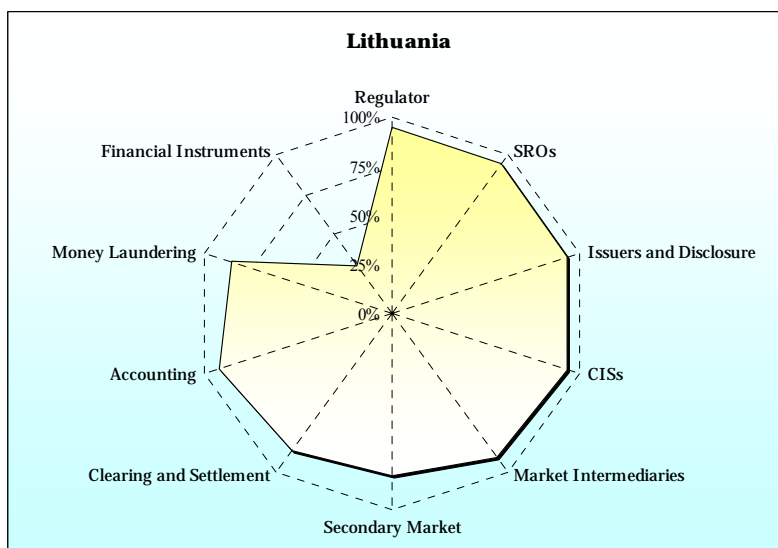 Lithuania
Regulator
100%
Financial Instruments
SROs
75%
50%
Money Laundering
Issuers and Disclosure
25%
0%
Accounting
CISs
Clearing and Settlement
Market Intermediaries
Secondary Market